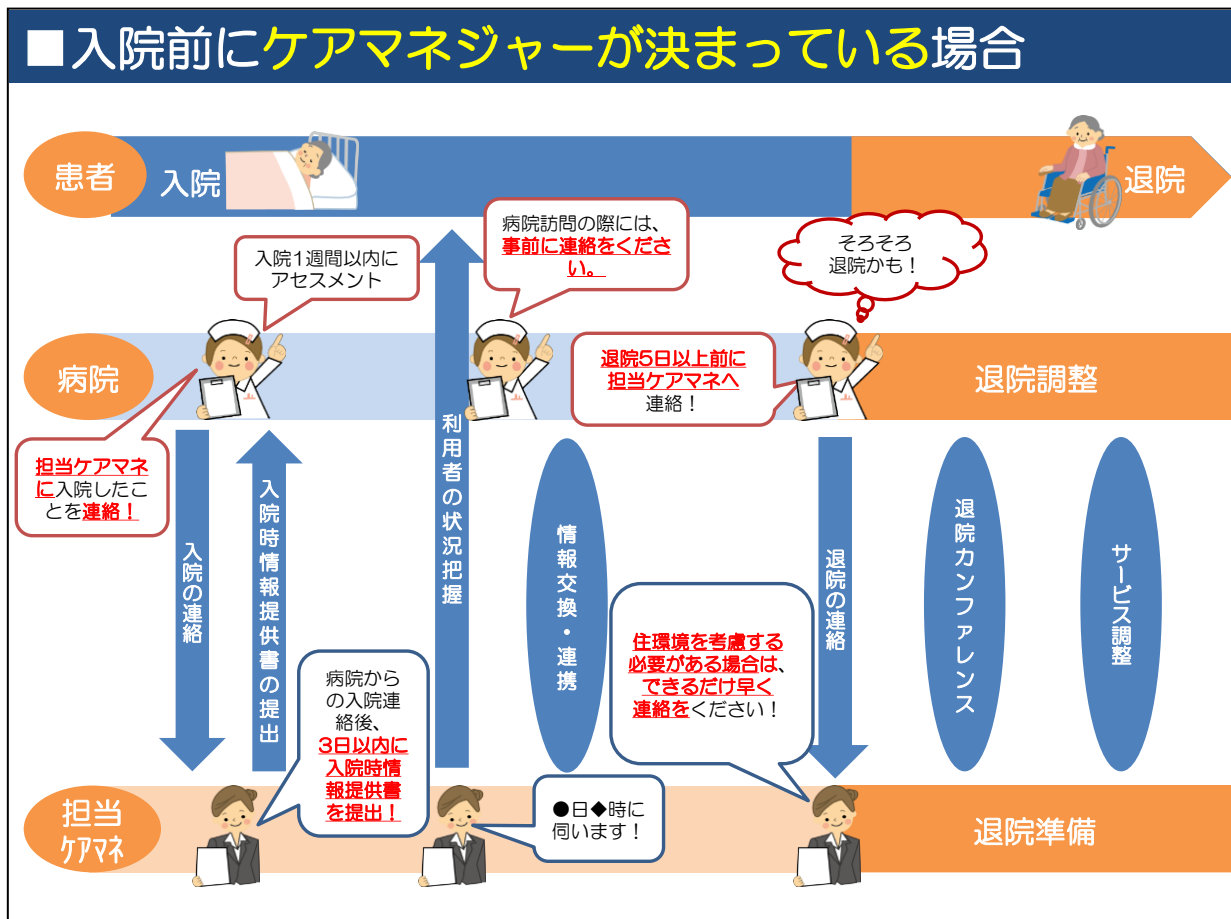 ■入院前にケアマネジャーが決まっている場合
患者
入院
退院
入院1週間以内に
アセスメント
病院訪問の際には、
事前に連絡をくださ
い。
そろそろ
退院かも！
病院
退院5日以上前に
担当ケアマネへ
連絡！
退院調整
担当ケアマネ
に入院したこ
とを連絡！
入院の連絡
入院時情報提供書の提出
利用者の状況把握
情報交換・連携
退院の連絡
退院カンファレンス
サービス調整
病院から
の入院連
絡後、
3日以内に
入院時情
報提供書
を提出！
住環境を考慮する
必要がある場合は、
できるだけ早く
連絡をください！
●日◆時に
伺います！
担当
ｹｱﾏﾈ
退院準備